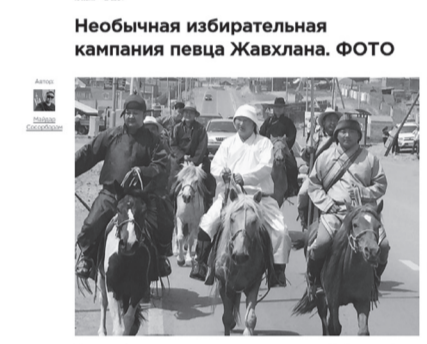 Необычная избирательная
кампания певца Жавхлана. ФОТО
Автор: